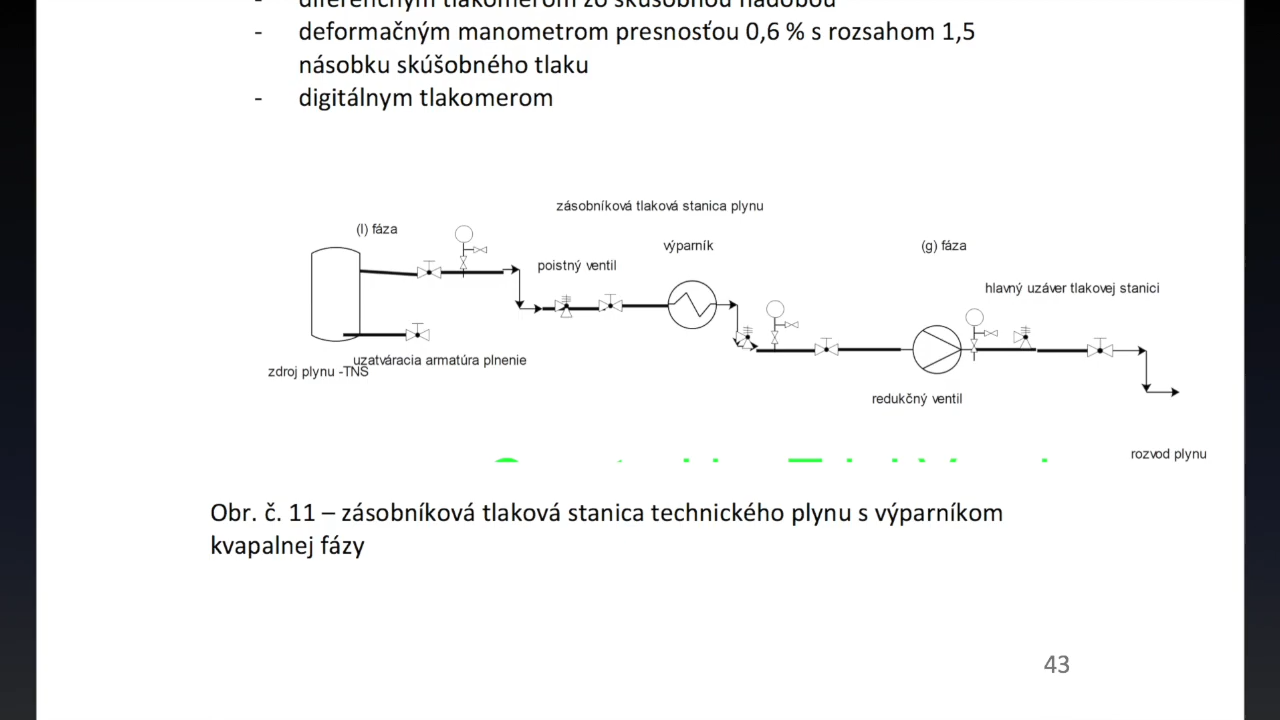 - diferenčným tlakomerom zo skúšobnou nádobou
- deformačným manometrom presnosťou 0,6 % s rozsahom 1,5
násobku skúšobného tlaku
- digitálnym tlakomerom
zásobníková tlaková stanica plynu
(l) fáza
výparník
(g) fáza
poistný ventil
hlavný uzáver tlakovej stanici
uzatváracia armatúra plnenie
zdroj plynu -TNS
redukčný ventil
rozvod plynu
Obr. č. 11 – zásobníková tlaková stanica technického plynu s výparníkom
kvapalnej fázy
43